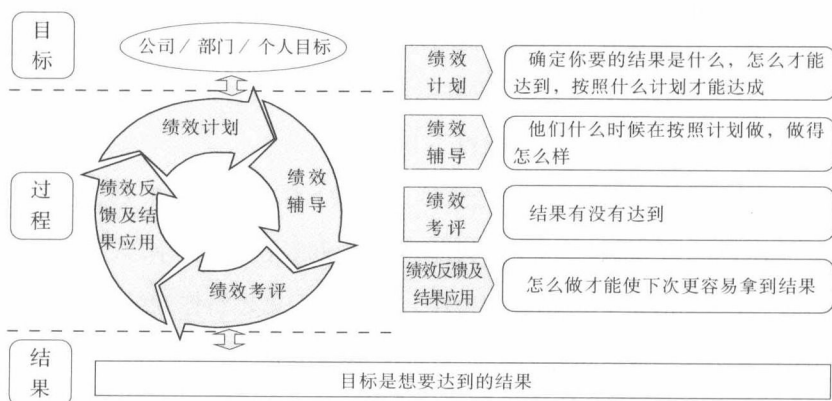 目
标
公司 / 部门 / 个人目标
绩效
计划
确定你要的结果是什么，怎么才能
达到，按照什么计划才能达成
过
程
绩效计划
绩效
辅导
绩效考评
绩效反
馈及结
果应用
绩效
辅导
他们什么时候在按照计划做，做得
怎么样
绩效
考评
结果有没有达到
绩效反馈及
结果应用
怎么做才能使下次更容易拿到结果
结
果
目标是想要达到的结果